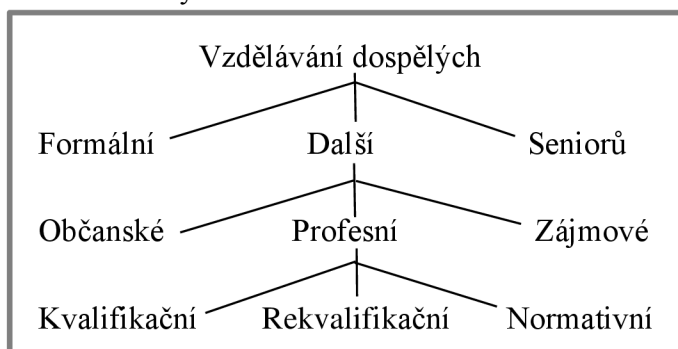 Vzdělávání dospělých
Formální Další Seniorů
Občanské Profesní Zájmové
Kvalifikační Rekvalifikační Normativní